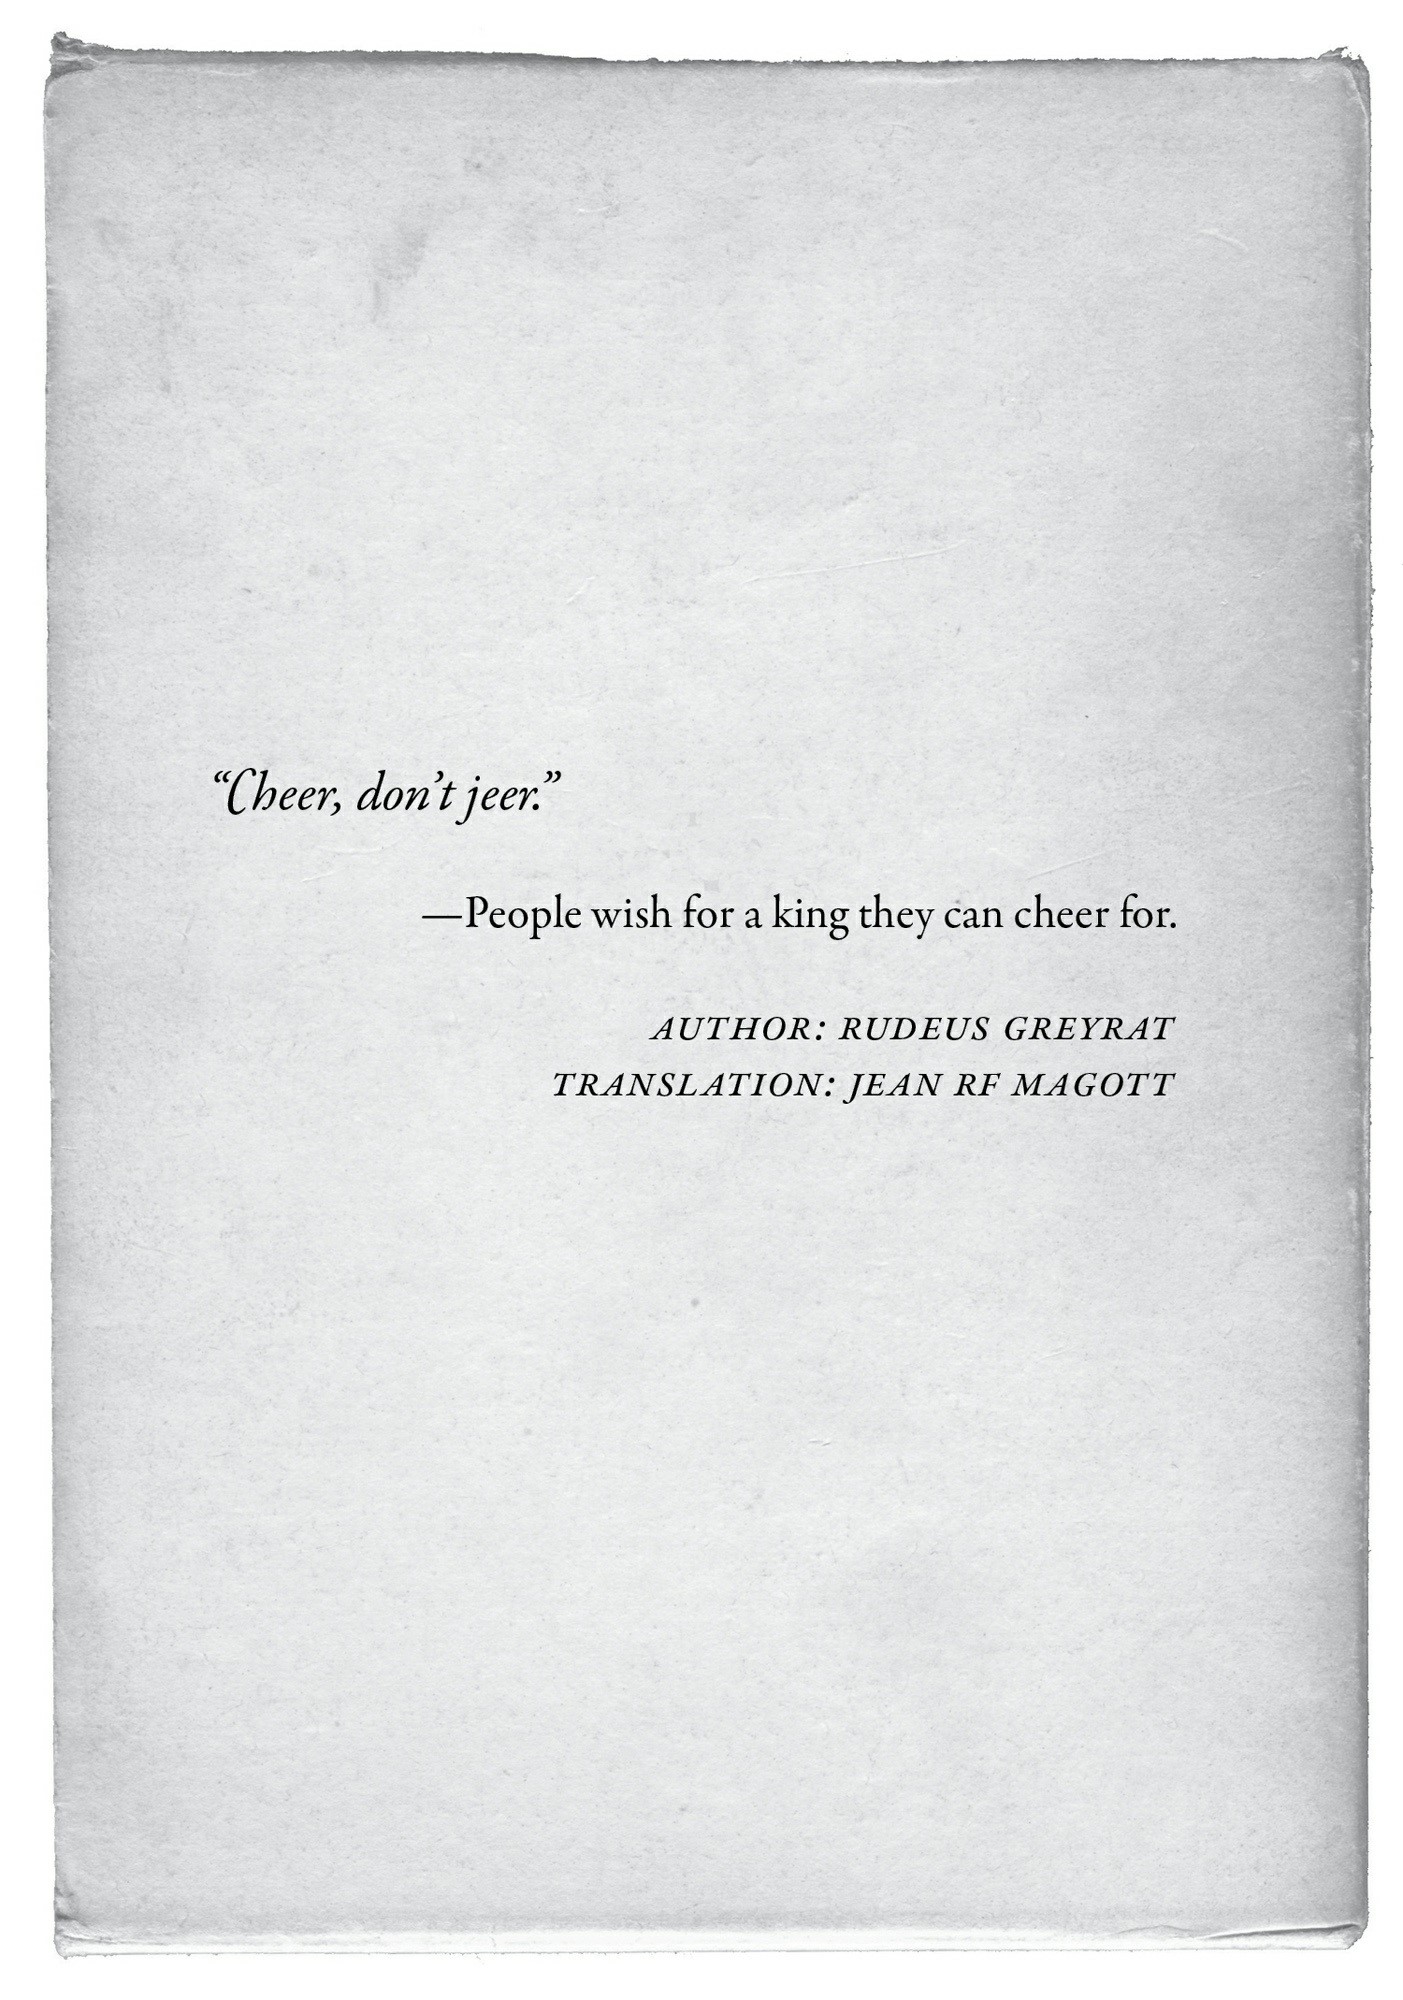 “Cheer, don’t jeer.”
—People wish for a king they can cheer for.
AUTHOR: RUDEUS GREYRAT
TRANSLATION: JEAN RF MAGOTT